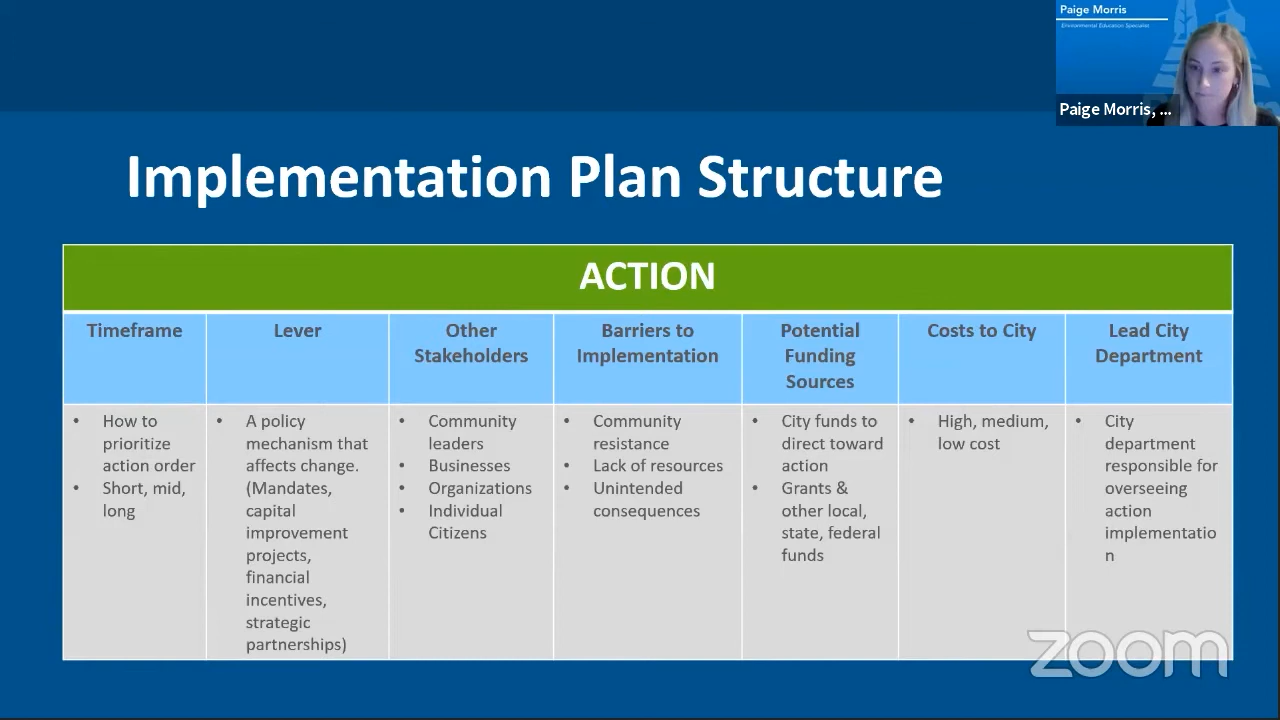 Paige Morris
Environmental Education Specialist
Paige Morris, ...
Implementation Plan Structure
ACTION
Timeframe
Lever
Other
Stakeholders
Barriers to
Implementation
Potential
Funding
Sources
Costs to City
Lead City
Department
• How to
prioritize
action order
• Short, mid,
long
• A policy
mechanism that
affects change.
(Mandates,
capital
improvement
projects,
financial
incentives,
strategic
partnerships)
• Community
leaders
• Businesses
• Organizations
• Individual
Citizens
• Community
resistance
• Lack of resources
• Unintended
consequences
• City funds to
direct toward
action
• Grants &
other local,
state, federal
funds
• High, medium,
low cost
• City
department
responsible for
overseeing
action
implementatio
n
zoom